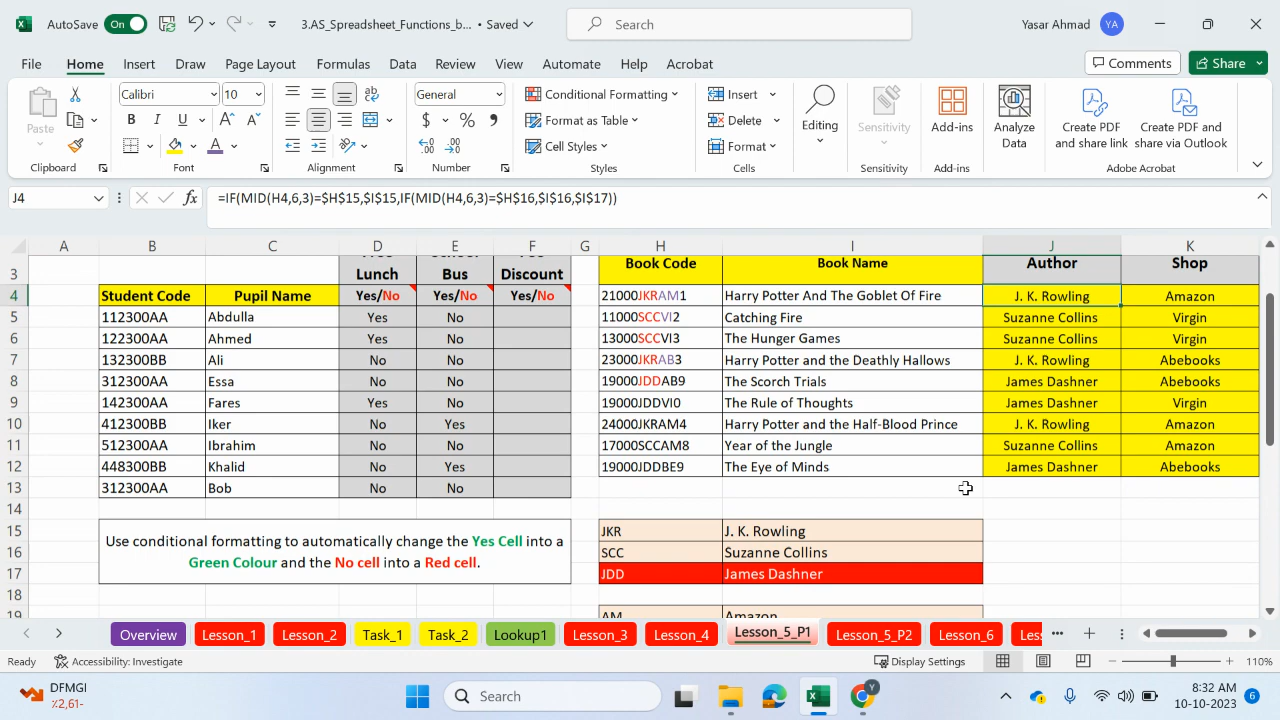 AutoSave On 3.AS_Spreadsheet_Functions_b... • Saved Search Yasar Ahmad YA
File Home Insert Draw Page Layout Formulas Data Review View Automate Help Acrobat Comments Share
Paste Calibri 10 General Conditional Formatting Insert Editing Sensitivity Add-ins Analyze Data Create PDF and share link Create PDF and share via Outlook
B I U A A ab $ % 9 Format as Table Delete
A Cell Styles Format
Clipboard Font Alignment Number Styles Cells Sensitivity Add-ins Adobe Acrobat
J4 fx =IF(MID(H4,6,3)=$H$15,$I$15,IF(MID(H4,6,3)=$H$16,$I$16,$I$17))
A B C D E F G H I J K
3 Lunch Bus Discount Book Code Book Name Author Shop
4 Student Code Pupil Name Yes/No Yes/No Yes/No 21000JKRAM1 Harry Potter And The Goblet Of Fire J. K. Rowling Amazon
5 112300AA Abdulla Yes No 11000SCCVI2 Catching Fire Suzanne Collins Virgin
6 122300AA Ahmed Yes No 13000SCCVI3 The Hunger Games Suzanne Collins Virgin
7 132300BB Ali No No 23000JKRAB3 Harry Potter and the Deathly Hallows J. K. Rowling Abebooks
8 312300AA Essa No No 19000JDDAB9 The Scorch Trials James Dashner Abebooks
9 142300AA Fares Yes No 19000JDDVI0 The Rule of Thoughts James Dashner Virgin
10 412300BB Iker No Yes 24000JKRAM4 Harry Potter and the Half-Blood Prince J. K. Rowling Amazon
11 512300AA Ibrahim No No 17000SCCAM8 Year of the Jungle Suzanne Collins Amazon
12 448300BB Khalid No Yes 19000JDDBE9 The Eye of Minds James Dashner Abebooks
13 312300AA Bob No No
14
15 JKR J. K. Rowling
Use conditional formatting to automatically change the Yes Cell into a
16 SCC Suzanne Collins
Green Colour and the No cell into a Red cell.
17 JDD James Dashner
18
19 AM Amazon
Overview Lesson_1 Lesson_2 Task_1 Task_2 Lookup1 Lesson_3 Lesson_4 Lesson_5_P1 Lesson_5_P2 Lesson_6
Ready Accessibility: Investigate Display Settings 110%
DFMGI Search 8:32 AM
-2,61- 10-10-2023 6